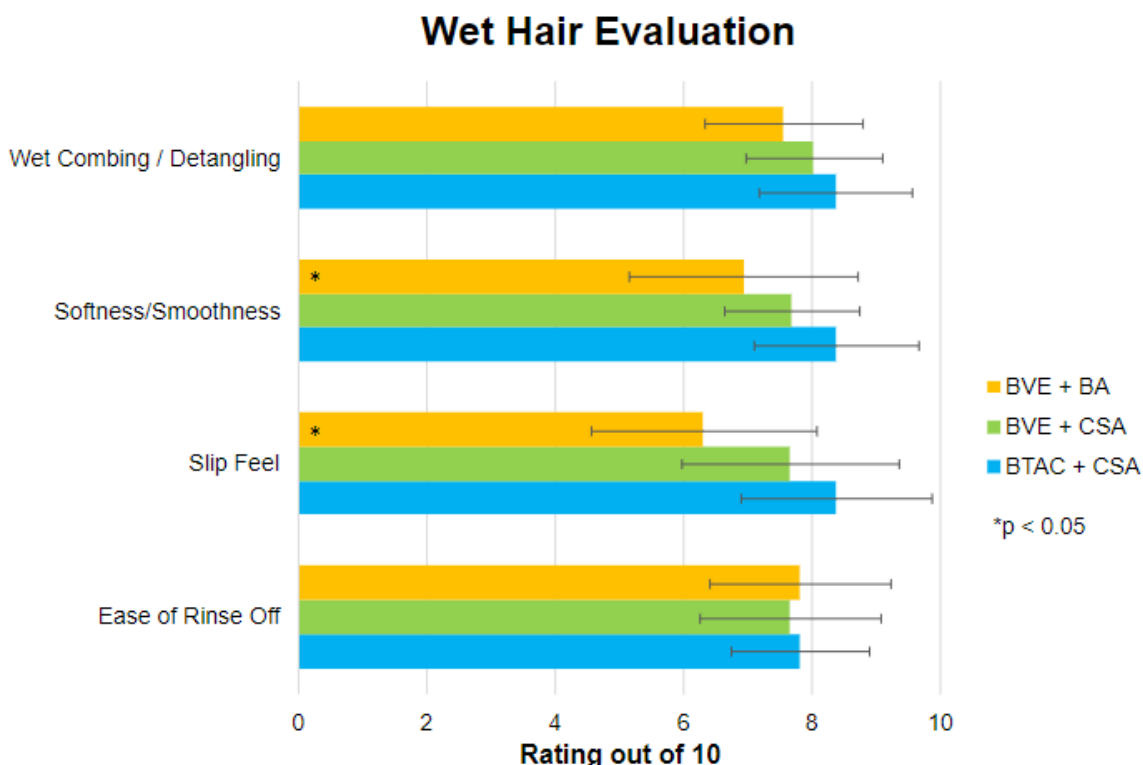 Wet Hair Evaluation
Wet Combing / Detangling
*
Softness/Smoothness
*
Slip Feel
Ease of Rinse Off
BVE + BA
BVE + CSA
BTAC + CSA
*p < 0.05
0 2 4 6 8 10
Rating out of 10